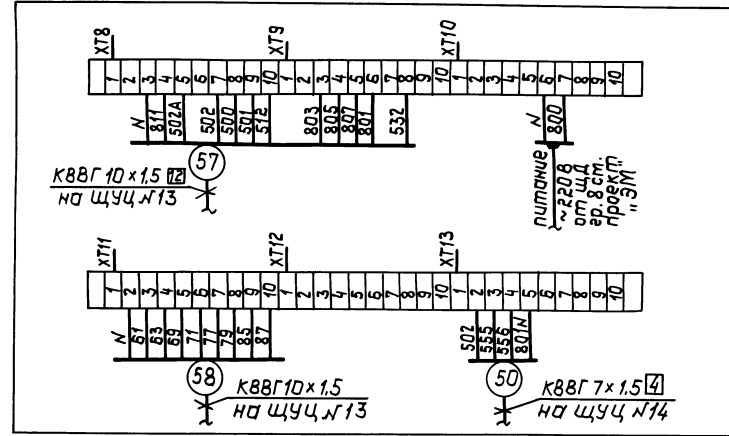 XT8 XT9 XT10
1 2 3 4 5 6 7 8 9 10 1 2 3 4 5 6 7 8 9 10 1 2 3 4 5 6 7 8 9 10
N 811 502А 502 500 501 512 803 805 807 801 532 N 800
57
КВВГ 10×1,5 12
на ЩУЦ №13
питание
~220В
от ЩД
гр. 8 ст.
проект
"ЭМ"
XT11 XT12 XT13
1 2 3 4 5 6 7 8 9 10 1 2 3 4 5 6 7 8 9 10 1 2 3 4 5 6 7 8 9 10
N 61 63 69 71 77 79 85 87 502 555 556 801 N
58
КВВГ10×1,5
на ЩУЦ №13
50
КВВГ 7×1.5 4
на ЩУЦ №14